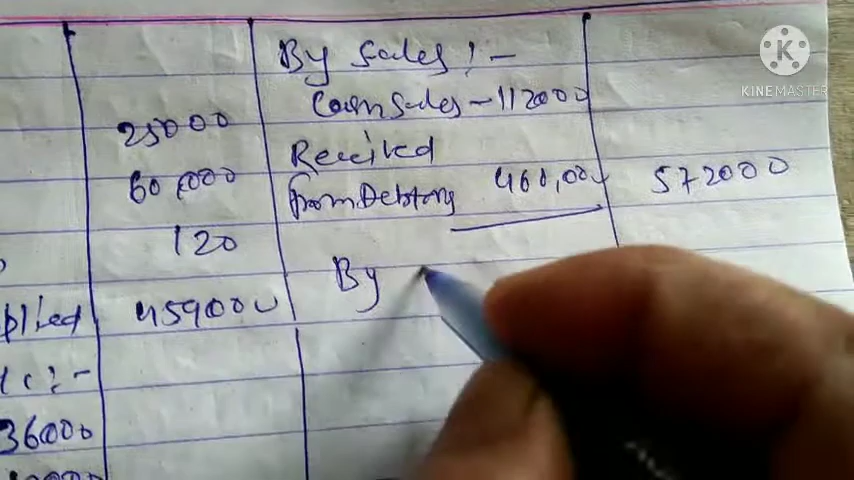 By Sales :-
25000 Cash Sales - 112000
Received
60,000 from Debtors 460,000 572000
120
By
plied 459000
c :-
36000
K
KINEMASTER